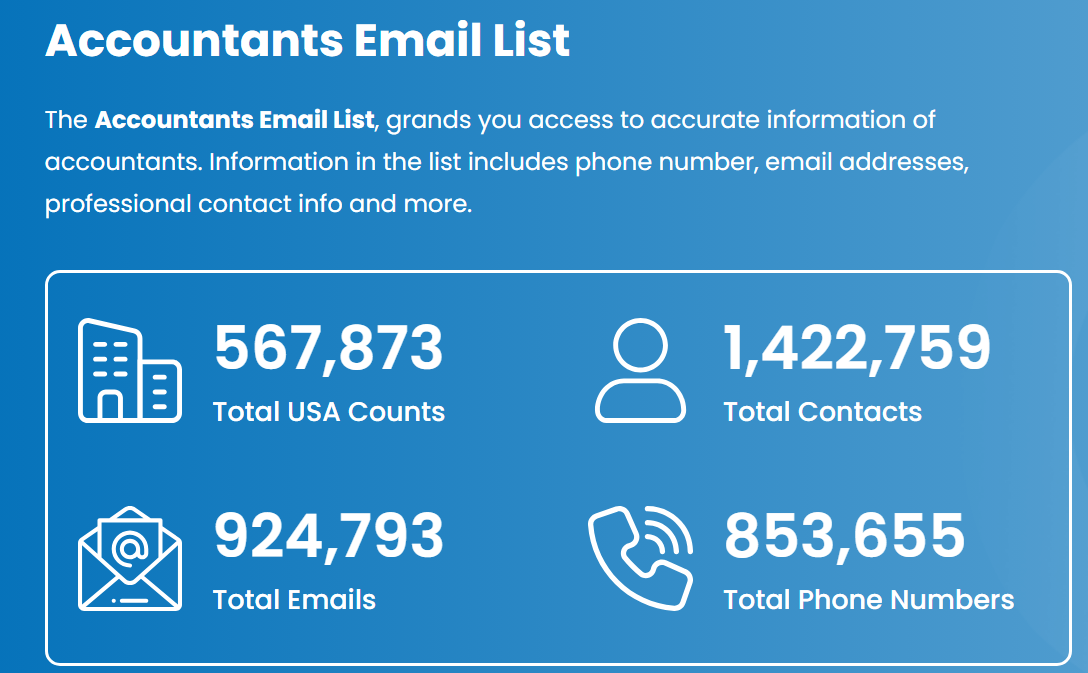 Accountants Email List
The Accountants Email List, grands you access to accurate information of
accountants. Information in the list includes phone number, email addresses,
professional contact info and more.
567,873
Total USA Counts
1,422,759
Total Contacts
924,793
Total Emails
853,655
Total Phone Numbers